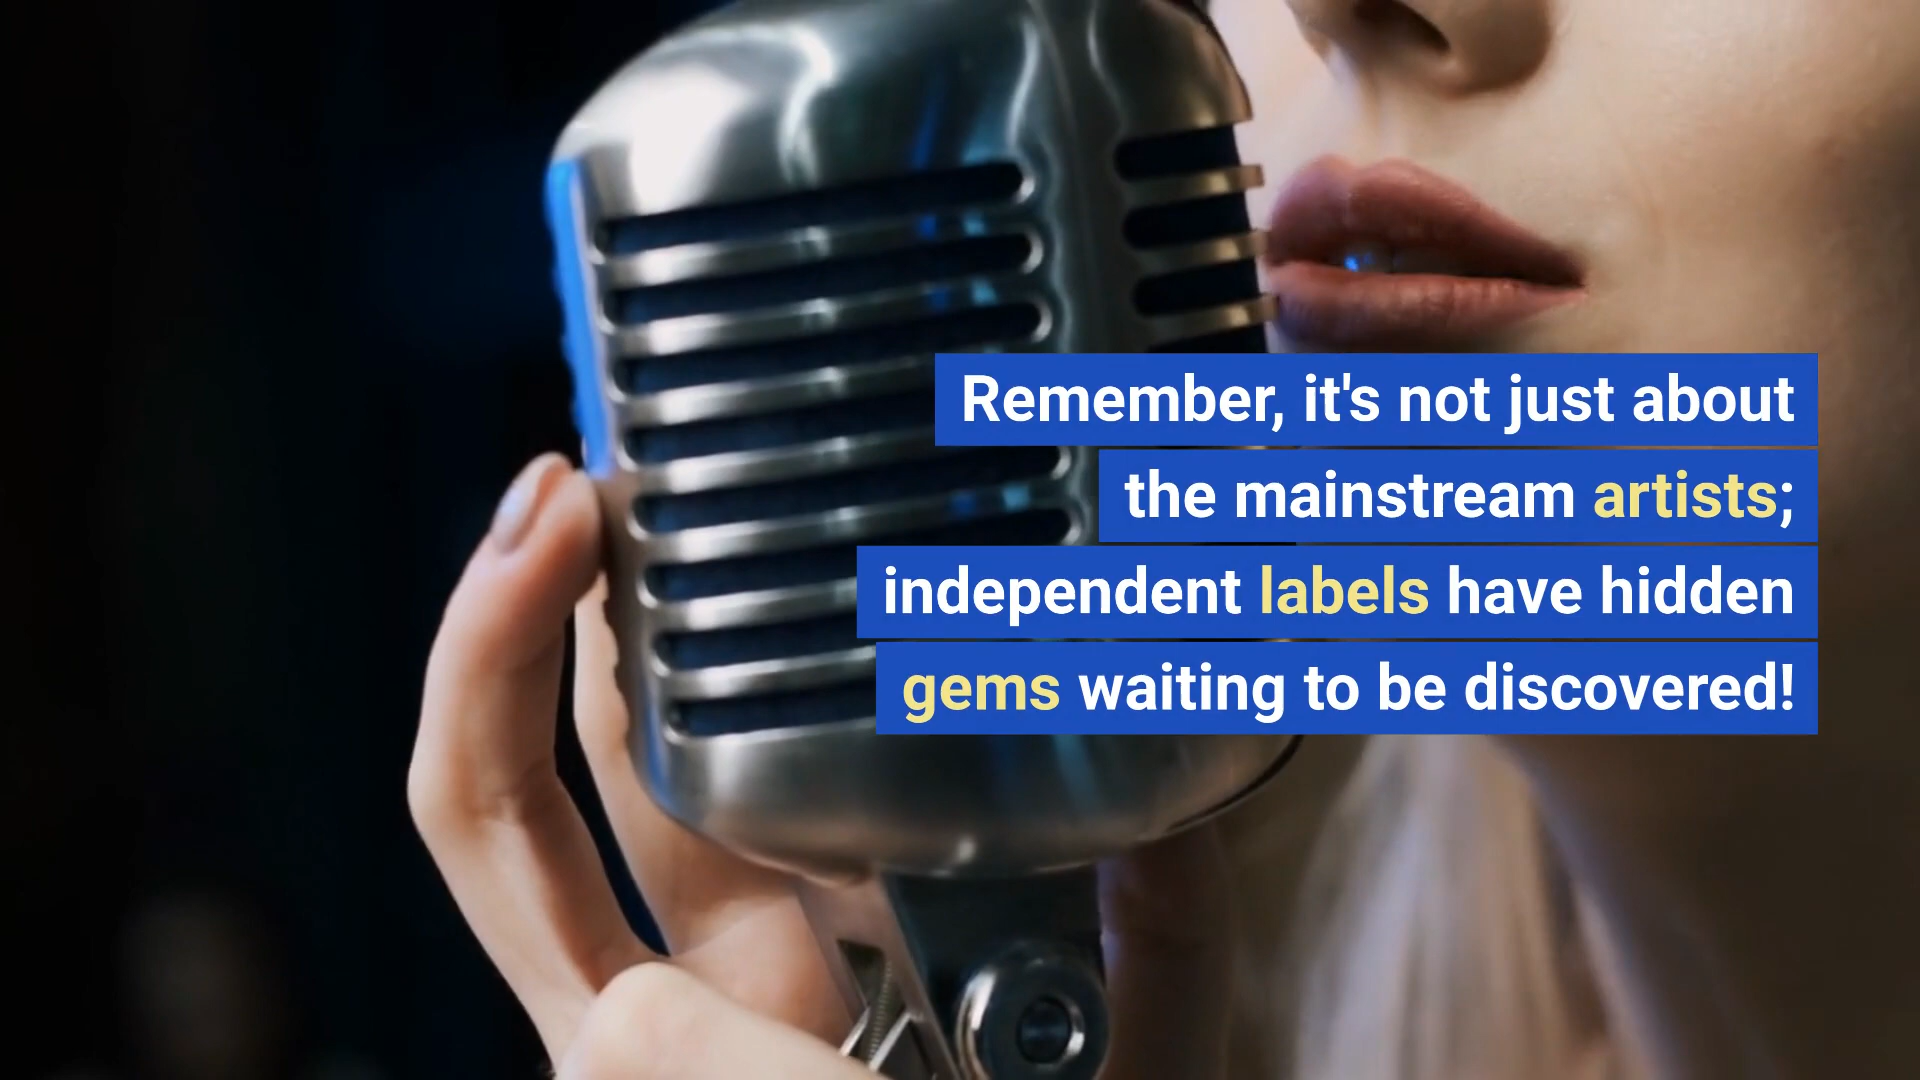 Remember, it's not just about
the mainstream artists;
independent labels have hidden
gems waiting to be discovered!